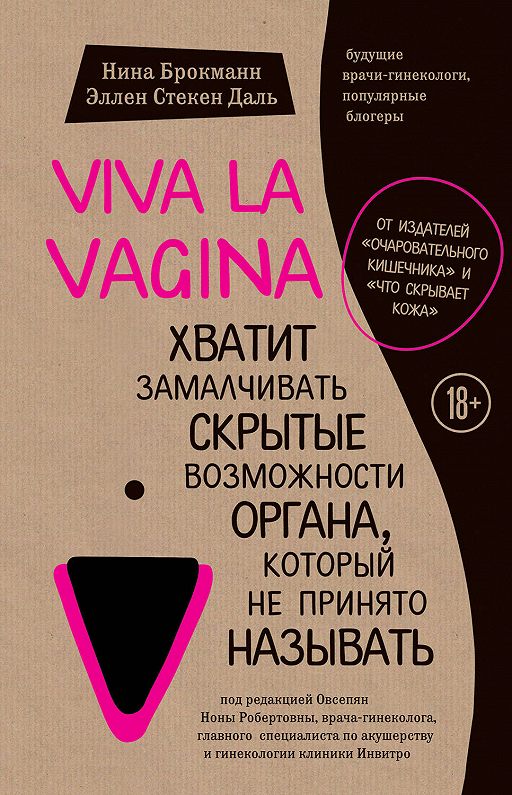 Нина Брокманн
Эллен Стекен Даль
будущие
врачи-гинекологи,
популярные
блогеры
VIVA LA
VAGINA
ОТ ИЗДАТЕЛЕЙ
«ОЧАРОВАТЕЛЬНОГО
КИШЕЧНИКА» И
«ЧТО СКРЫВАЕТ
КОЖА»
ХВАТИТ
ЗАМАЛЧИВАТЬ
СКРЫТЫЕ
ВОЗМОЖНОСТИ
ОРГАНА,
КОТОРЫЙ
НЕ ПРИНЯТО
НАЗЫВАТЬ
18+
под редакцией Овсепян
Ноны Робертовны, врача-гинеколога,
главного специалиста по акушерству
и гинекологии клиники Инвитро